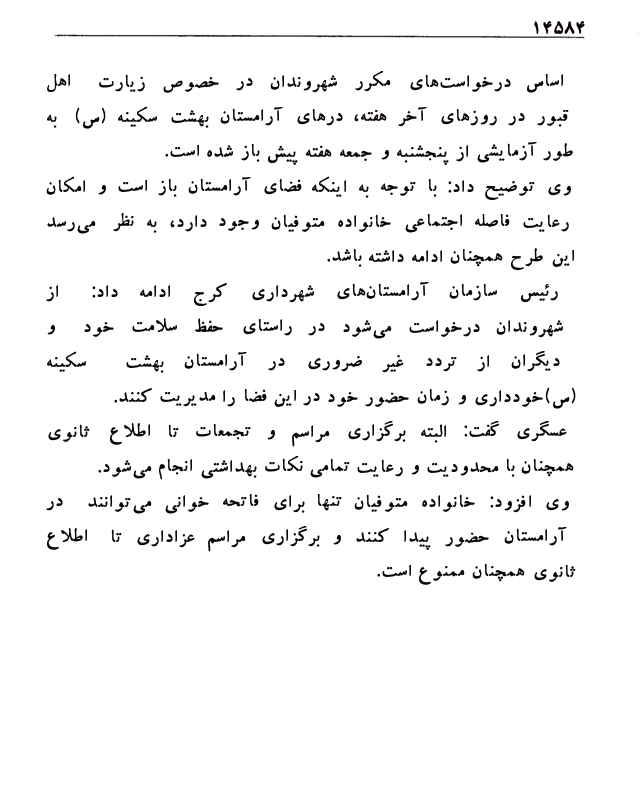 ۱۴۵۸۴
اساس درخواست‌های مکرر شهروندان در خصوص زیارت اهل
قبور در روزهای آخر هفته، درهای آرامستان بهشت سکینه (س) به
طور آزمایشی از پنجشنبه و جمعه هفته پیش باز شده است.
وی توضیح داد: با توجه به اینکه فضای آرامستان باز است و امکان
رعایت فاصله اجتماعی خانواده متوفیان وجود دارد، به نظر می‌رسد
این طرح همچنان ادامه داشته باشد.
رئیس سازمان آرامستان‌های شهرداری کرج ادامه داد: از
شهروندان درخواست می‌شود در راستای حفظ سلامت خود و
دیگران از تردد غیر ضروری در آرامستان بهشت سکینه
(س)خودداری و زمان حضور خود در این فضا را مدیریت کنند.
عسگری گفت: البته برگزاری مراسم و تجمعات تا اطلاع ثانوی
همچنان با محدودیت و رعایت تمامی نکات بهداشتی انجام می‌شود.
وی افزود: خانواده متوفیان تنها برای فاتحه خوانی می‌توانند در
آرامستان حضور پیدا کنند و برگزاری مراسم عزاداری تا اطلاع
ثانوی همچنان ممنوع است.